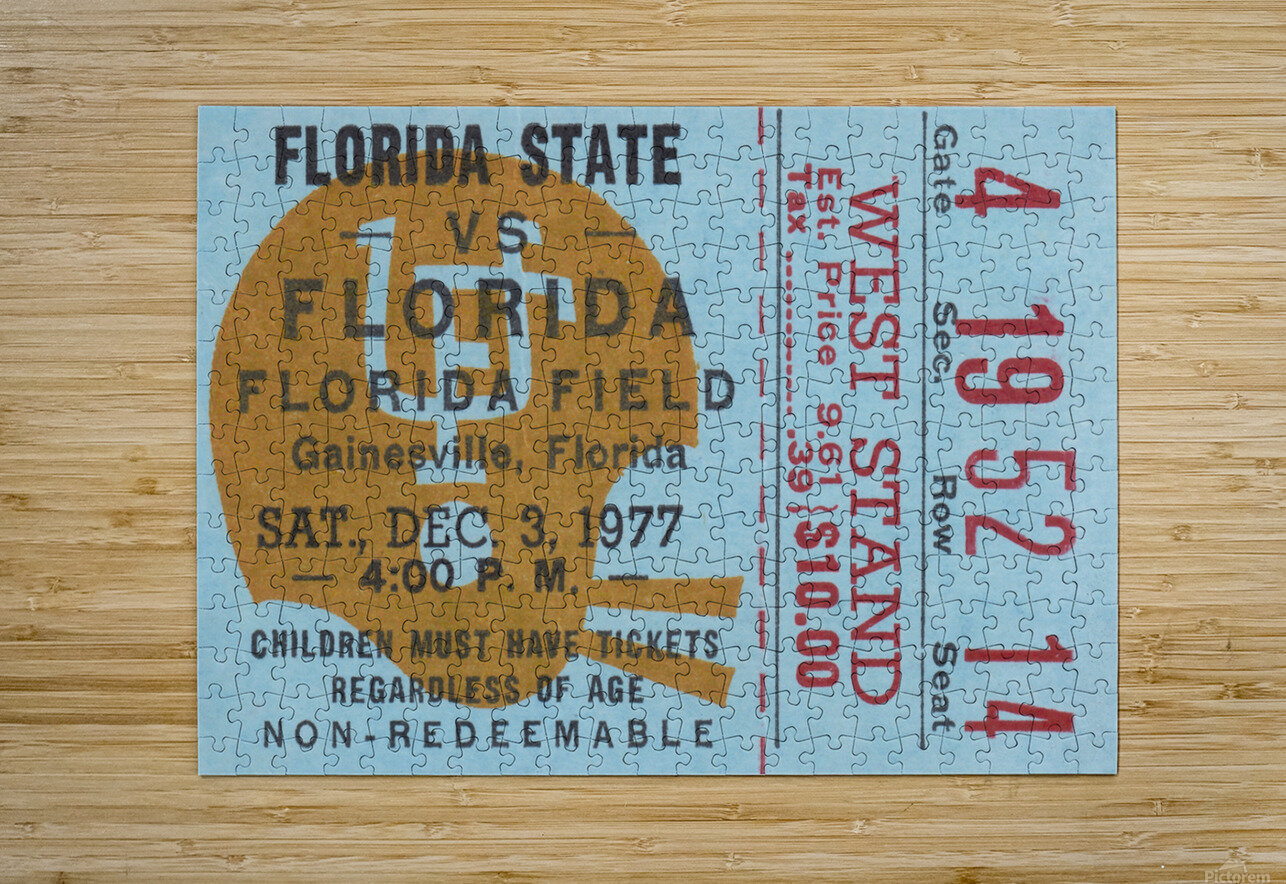 FLORIDA STATE
— VS —
FLORIDA
FLORIDA FIELD
Gainesville, Florida
SAT., DEC. 3, 1977
— 4:00 P. M. —
CHILDREN MUST HAVE TICKETS
REGARDLESS OF AGE
NON-REDEEMABLE
UF
Gate Sec. Row Seat
4 19 52 14
WEST STAND
Est. Price 9.61 } $10.00
Tax .39
Pictorem